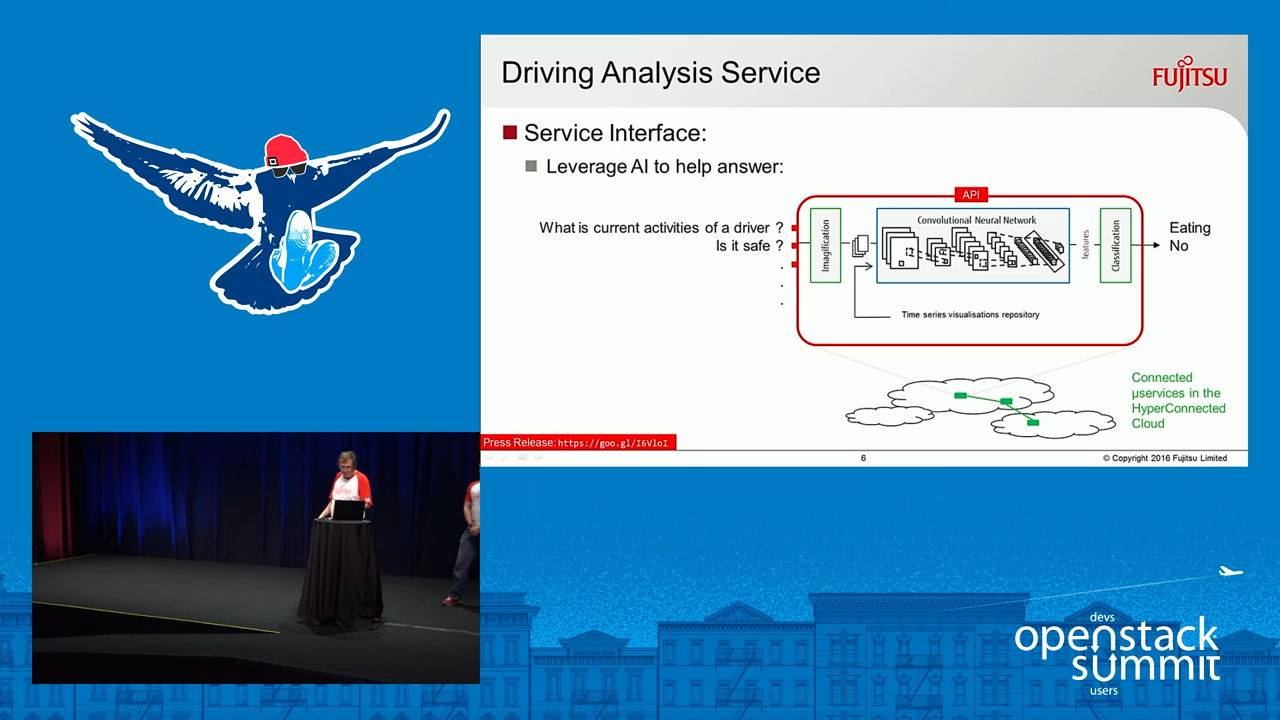 Driving Analysis Service
FUJITSU
Service Interface:
Leverage AI to help answer:
API
What is current activities of a driver ?
Is it safe ?
.
.
.
Imagification
Convolutional Neural Network
features
Classification
Eating
No
Time series visualisations repository
Connected
µservices in the
HyperConnected
Cloud
Press Release: https://goo.gl/I6VloI
6
© Copyright 2016 Fujitsu Limited
devs
openstack
summit
users